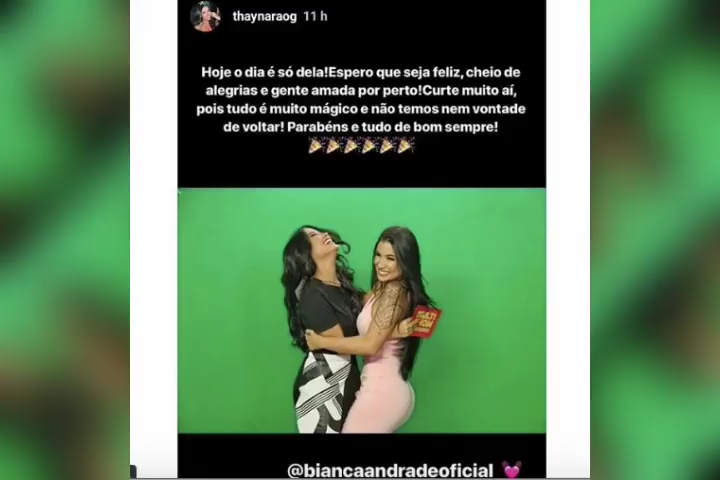 thaynaraog 11 h
Hoje o dia é só dela!Espero que seja feliz, cheio de
alegrias e gente amada por perto!Curte muito aí,
pois tudo é muito mágico e não temos nem vontade
de voltar! Parabéns e tudo de bom sempre!
@biancaandradeoficial